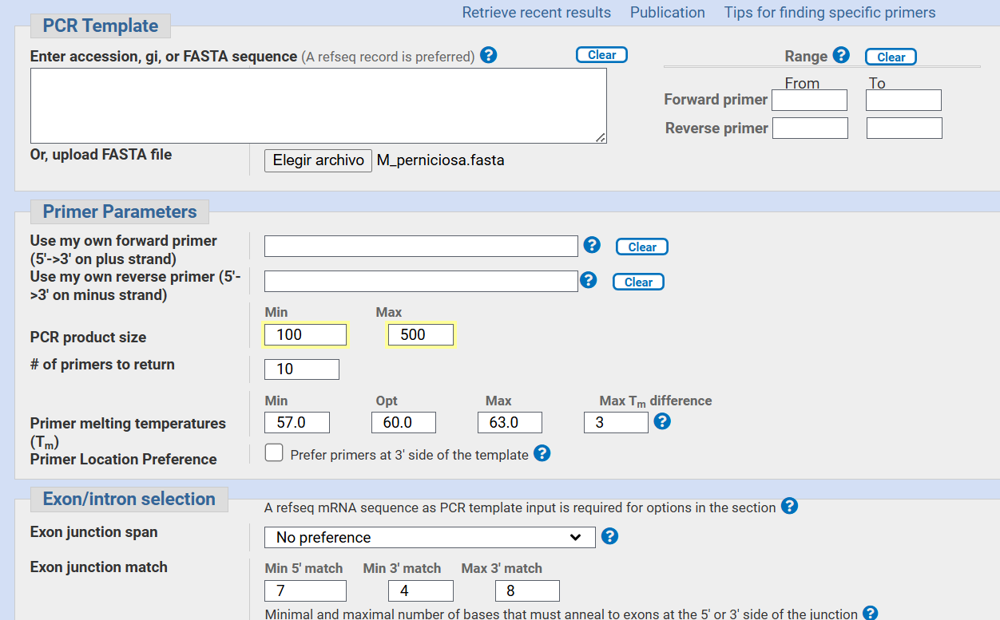 Retrieve recent results Publication Tips for finding specific primers
PCR Template
Enter accession, gi, or FASTA sequence (A refseq record is preferred) ? Clear
Range ? Clear
From To
Forward primer
Reverse primer
Or, upload FASTA file Elegir archivo M_perniciosa.fasta
Primer Parameters
Use my own forward primer
(5'->3' on plus strand) ? Clear
Use my own reverse primer (5'-
>3' on minus strand) ? Clear
Min Max
PCR product size 100 500
# of primers to return 10
Min Opt Max Max Tm difference
Primer melting temperatures
(Tm) 57.0 60.0 63.0 3 ?
Primer Location Preference Prefer primers at 3' side of the template ?
Exon/intron selection
A refseq mRNA sequence as PCR template input is required for options in the section ?
Exon junction span No preference ?
Exon junction match Min 5' match Min 3' match Max 3' match
7 4 8
Minimal and maximal number of bases that must anneal to exons at the 5' or 3' side of the junction ?